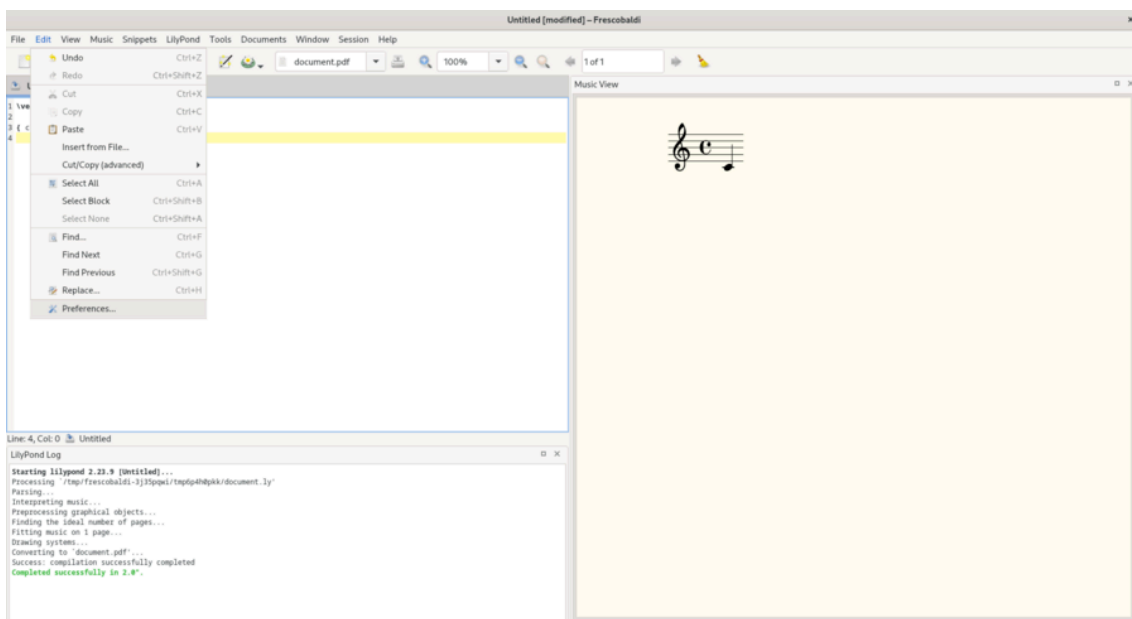 Untitled [modified] – Frescobaldi
File Edit View Music Snippets LilyPond Tools Documents Window Session Help
document.pdf 100% 1 of 1
Undo Ctrl+Z
Redo Ctrl+Shift+Z
Cut Ctrl+X
Copy Ctrl+C
Paste Ctrl+V
Insert from File...
Cut/Copy (advanced)
Select All Ctrl+A
Select Block Ctrl+Shift+B
Select None Ctrl+Shift+A
Find... Ctrl+F
Find Next Ctrl+G
Find Previous Ctrl+Shift+G
Replace... Ctrl+H
Preferences...
U
1 \ve
2
3 { c
4
Line: 4, Col: 0 Untitled
LilyPond Log
Starting lilypond 2.23.9 [Untitled]...
Processing `/tmp/frescobaldi-3j35pqwi/tmp6p4h0pkk/document.ly'
Parsing...
Interpreting music...
Preprocessing graphical objects...
Finding the ideal number of pages...
Fitting music on 1 page...
Drawing systems...
Converting to `document.pdf'...
Success: compilation successfully completed
Completed successfully in 2.0".
Music View